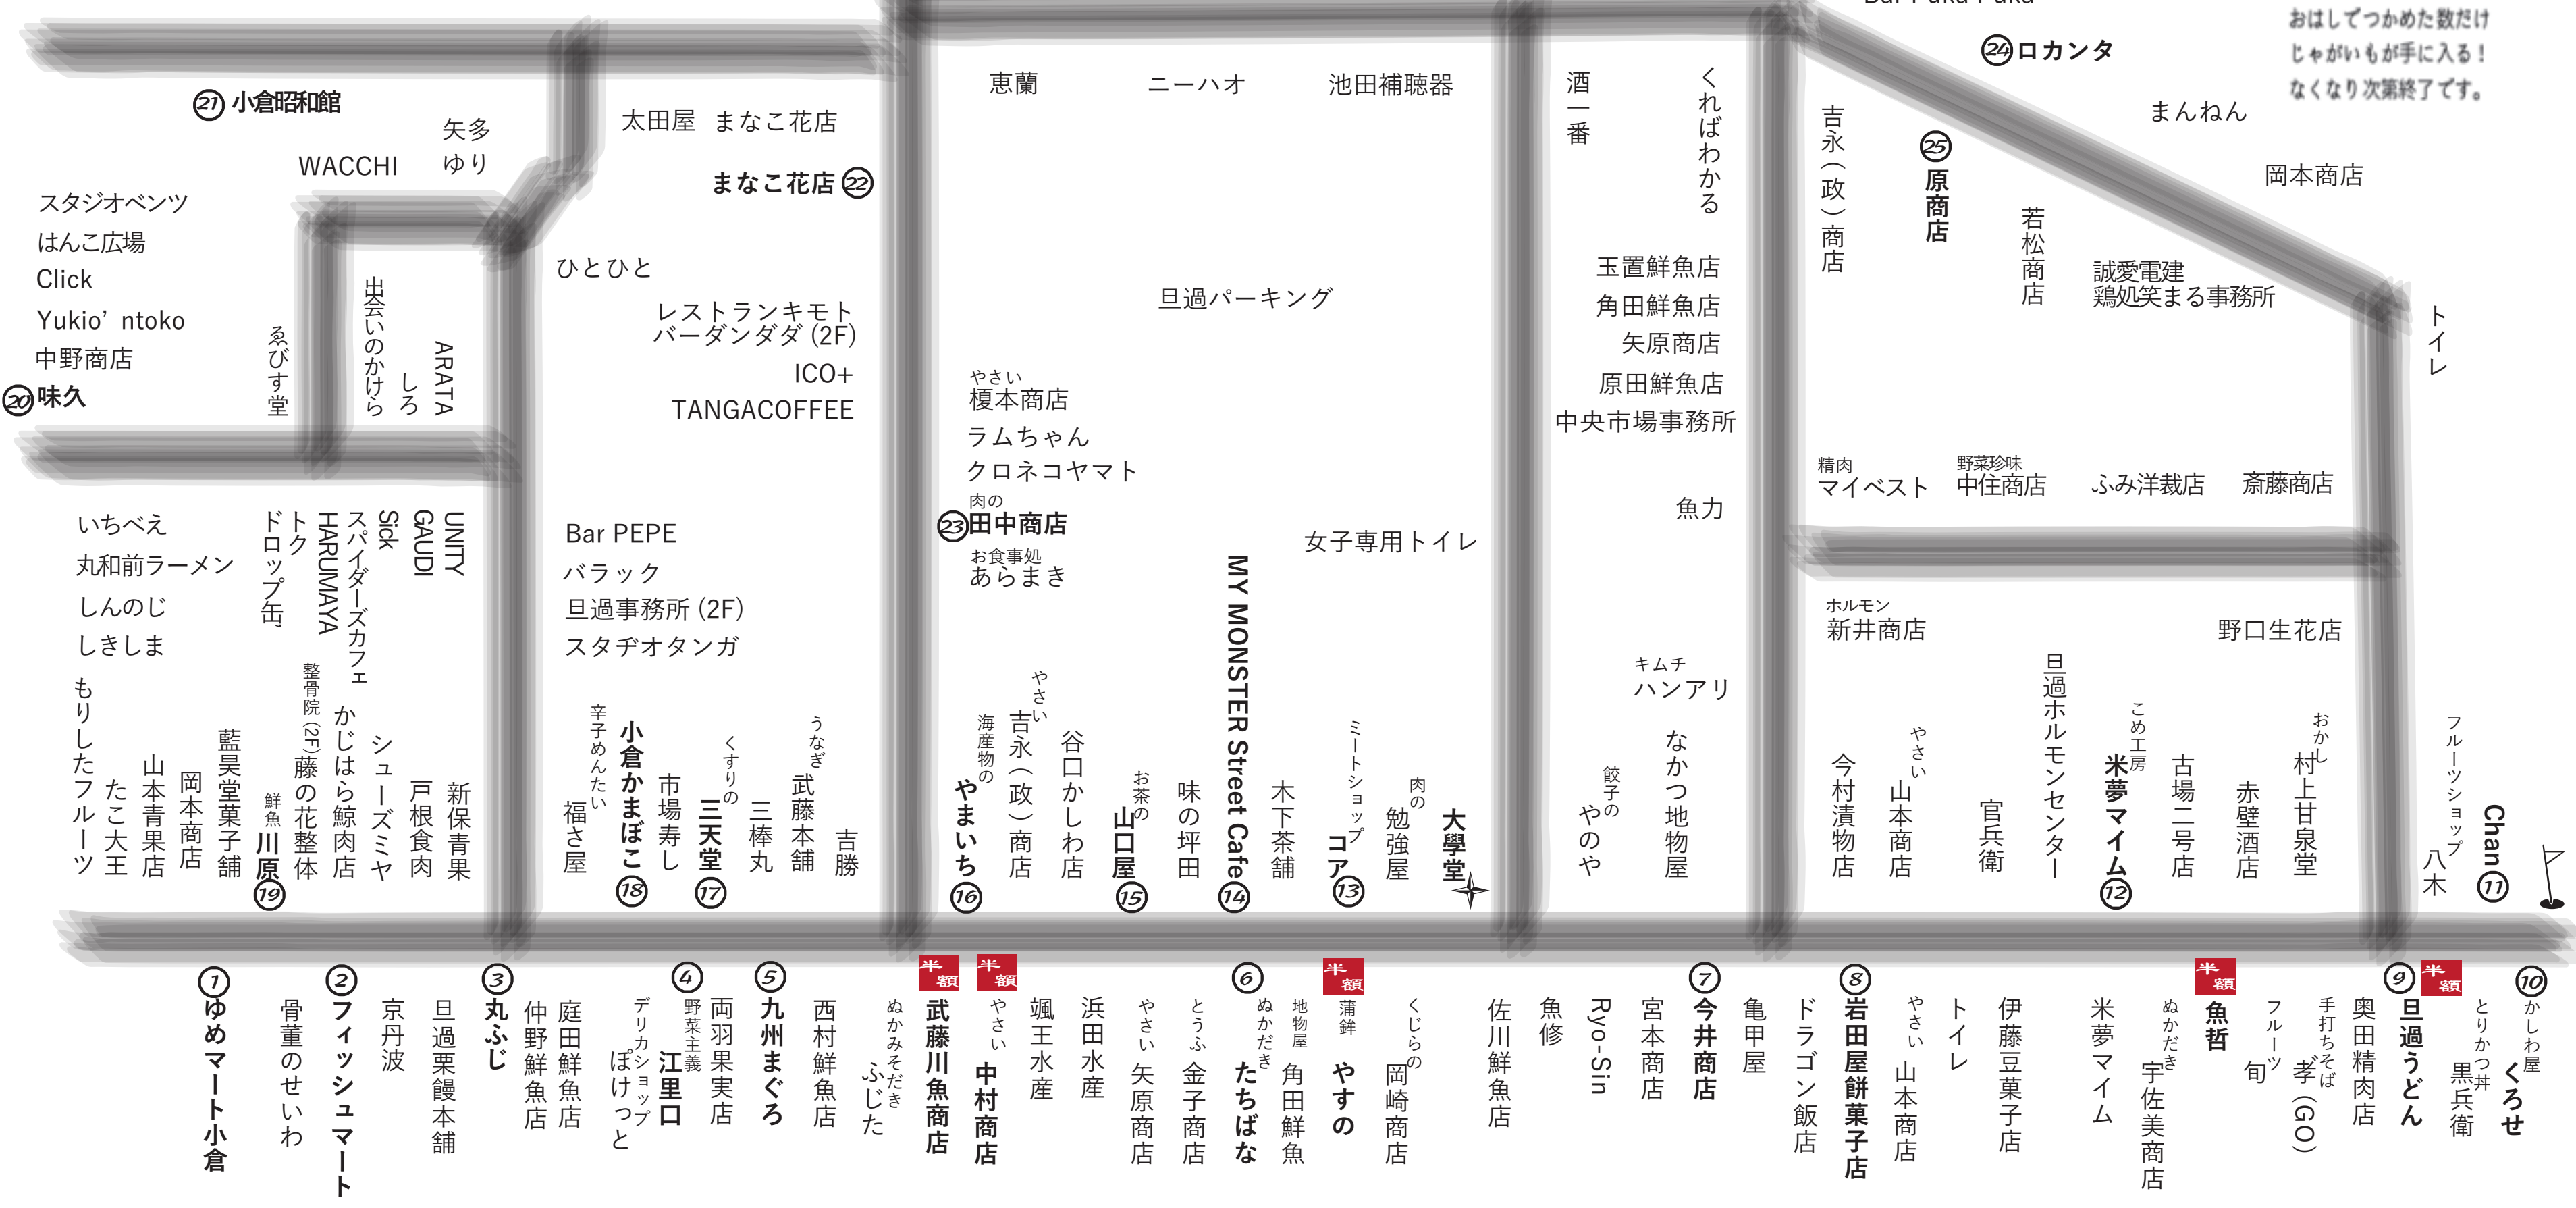 おはしでつかめた数だけ
じゃがいもが手に入る！
なくなり次第終了です。
24 ロカンタ
まんねん
岡本商店
21 小倉昭和館
WACCHI
矢多
ゆり
太田屋
まなこ花店
まなこ花店 22
恵蘭
ニーハオ
池田補聴器
酒一番
くればわかる
吉永（政）商店
25
原商店
若松商店
誠愛電建
鶏処笑まる事務所
トイレ
スタジオベンツ
はんこ広場
Click
Yukio’ntoko
中野商店
20 味久
ゑびす堂
出会いのかけら
しろ
ARATA
ひとひと
レストランキモト
バーダンダダ (2F)
ICO+
TANGACOFFEE
旦過パーキング
やさい
榎本商店
ラムちゃん
クロネコヤマト
肉の
23 田中商店
お食事処
あらまき
女子専用トイレ
玉置鮮魚店
角田鮮魚店
矢原商店
原田鮮魚店
中央市場事務所
魚力
キムチ
ハンアリ
精肉
マイベスト
野菜珍味
中住商店
ふみ洋裁店
斎藤商店
ホルモン
新井商店
野口生花店
いちべえ
丸和前ラーメン
しんのじ
しきしま
ドロップ缶
トク
HARUMAYA
スパイダーズカフェ
Sick
GAUDI
UNITY
Bar PEPE
バラック
旦過事務所 (2F)
スタヂオタンガ
もりしたフルーツ
たこ大王
山本青果店
岡本商店
藍昊堂菓子舗
鮮魚
川原
19
整骨院 (2F)
藤の花整体
かじはら鯨肉店
シューズミヤ
戸根食肉
新保青果
辛子めんたい
福さ屋
小倉かまぼこ
18
市場寿し
くすりの
三天堂
17
三棒丸
うなぎ
武藤本舗
吉勝
海産物の
やまいち
16
やさい
吉永（政）商店
谷口かしわ店
お茶の
山口屋
15
味の坪田
MY MONSTER Street Cafe
14
木下茶舗
ミートショップ
コア
13
肉の
勉強屋
大學堂
餃子の
やのや
なかつ地物屋
今村漬物店
やさい
山本商店
官兵衛
旦過ホルモンセンター
こめ工房
米夢マイム
12
古場二号店
赤壁酒店
おかし
村上甘泉堂
フルーツショップ
八木
Chan
11
1
ゆめマート小倉
骨董のせいわ
2
フィッシュマート
京丹波
旦過栗饅本舗
3
丸ふじ
仲野鮮魚店
庭田鮮魚店
デリカショップ
ぽけっと
4
野菜主義
江里口
両羽果実店
5
九州まぐろ
西村鮮魚店
ぬかみそだき
ふじた
半額
武藤川魚商店
半額
やさい
中村商店
颯王水産
浜田水産
やさい
矢原商店
とうふ
金子商店
6
ぬかだき
たちばな
地物屋
角田鮮魚
半額
蒲鉾
やすの
くじらの
岡崎商店
佐川鮮魚店
魚修
Ryo-Sin
宮本商店
7
今井商店
亀甲屋
ドラゴン飯店
8
岩田屋餅菓子店
やさい
山本商店
トイレ
伊藤豆菓子店
米夢マイム
ぬかだき
宇佐美商店
半額
魚哲
フルーツ
旬
手打ちそば
孝 (GO)
奥田精肉店
9
旦過うどん
半額
とりかつ丼
黒兵衛
10
かしわ屋
くろせ